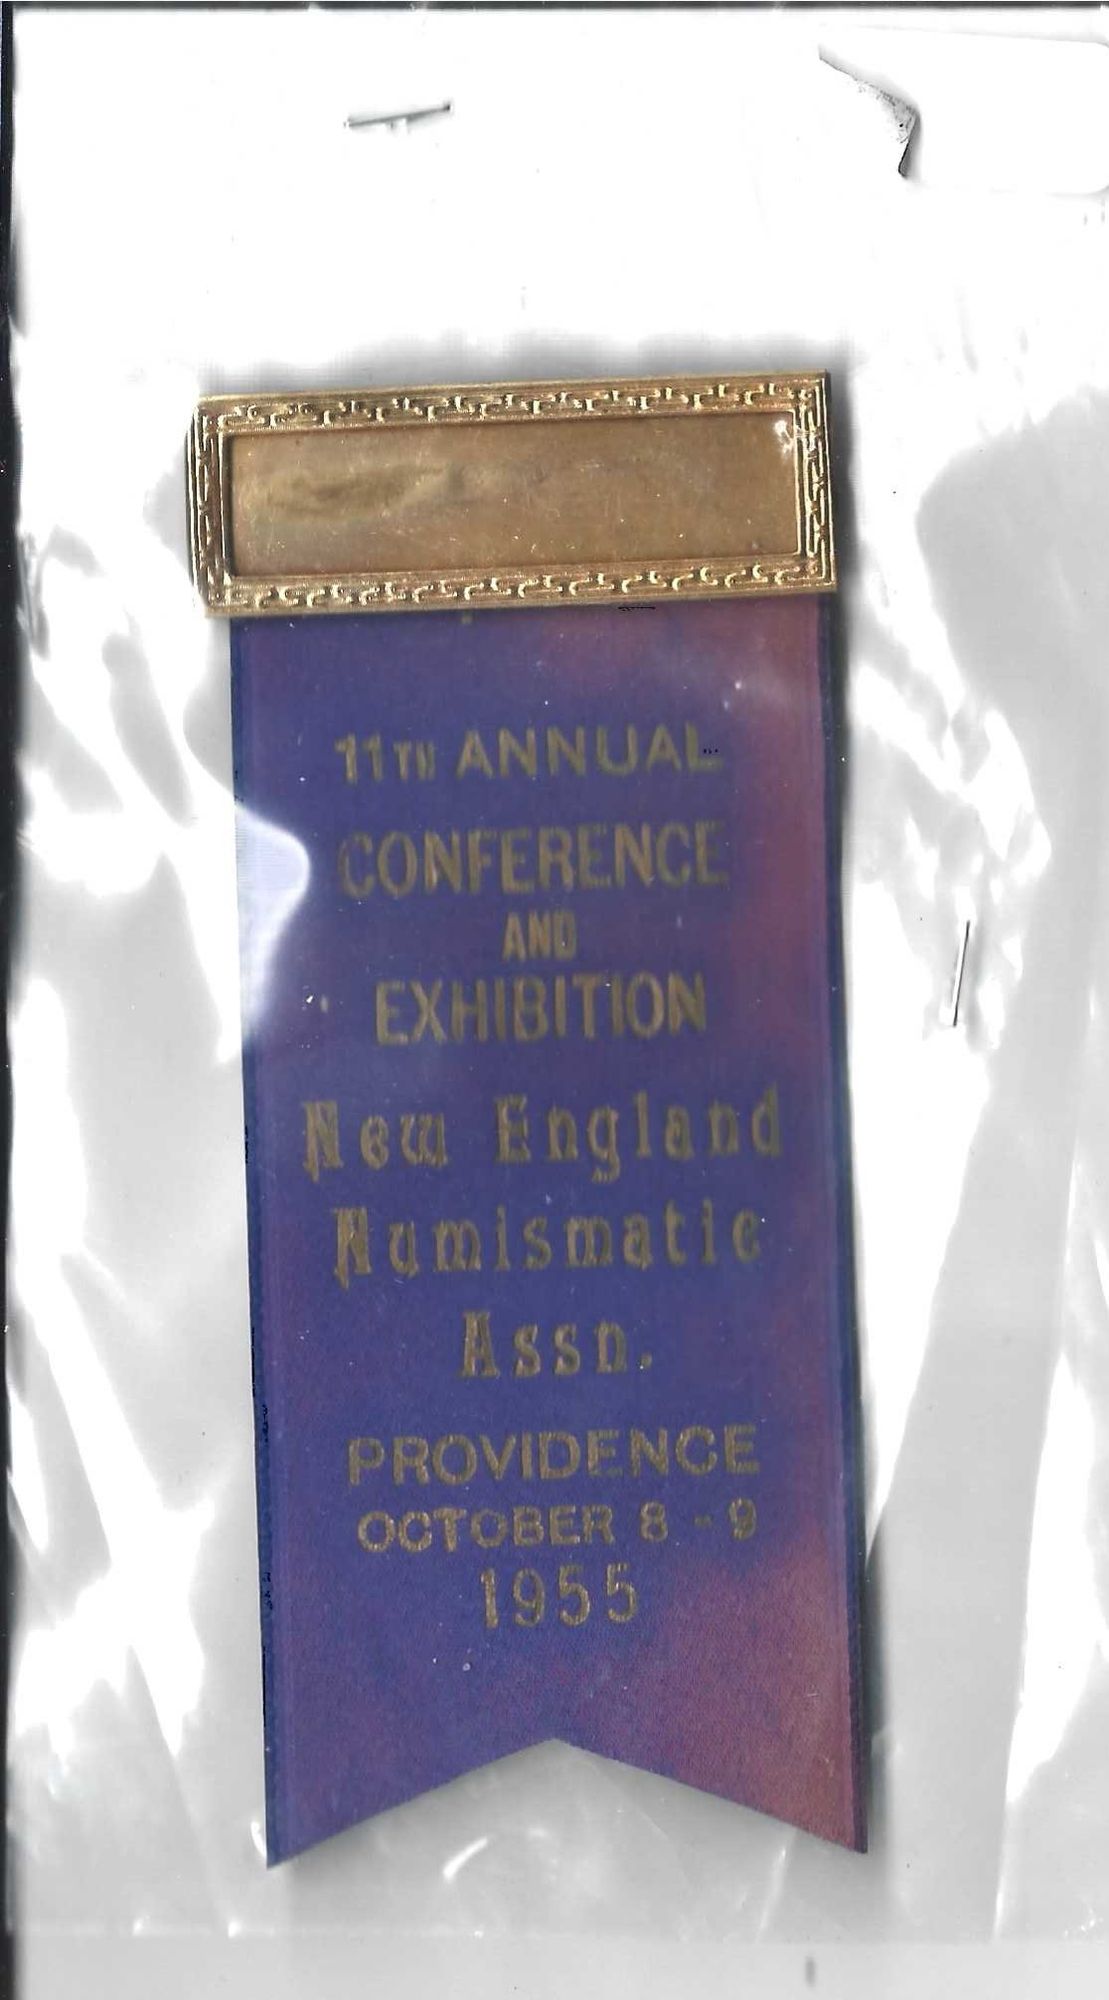 11TH ANNUAL
CONFERENCE
AND
EXHIBITION
New England
Numismatic
Assn.
PROVIDENCE
OCTOBER 8 - 9
1955